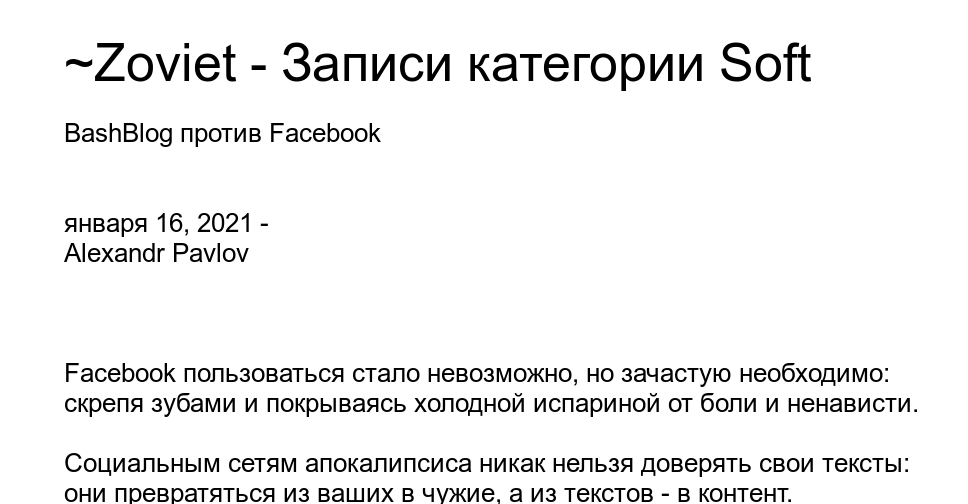 ~Zoviet - Записи категории Soft
BashBlog против Facebook
января 16, 2021 -
Alexandr Pavlov
Facebook пользоваться стало невозможно, но зачастую необходимо:
скрепя зубами и покрываясь холодной испариной от боли и ненависти.
Социальным сетям апокалипсиса никак нельзя доверять свои тексты:
они превратяться из ваших в чужие, а из текстов - в контент.